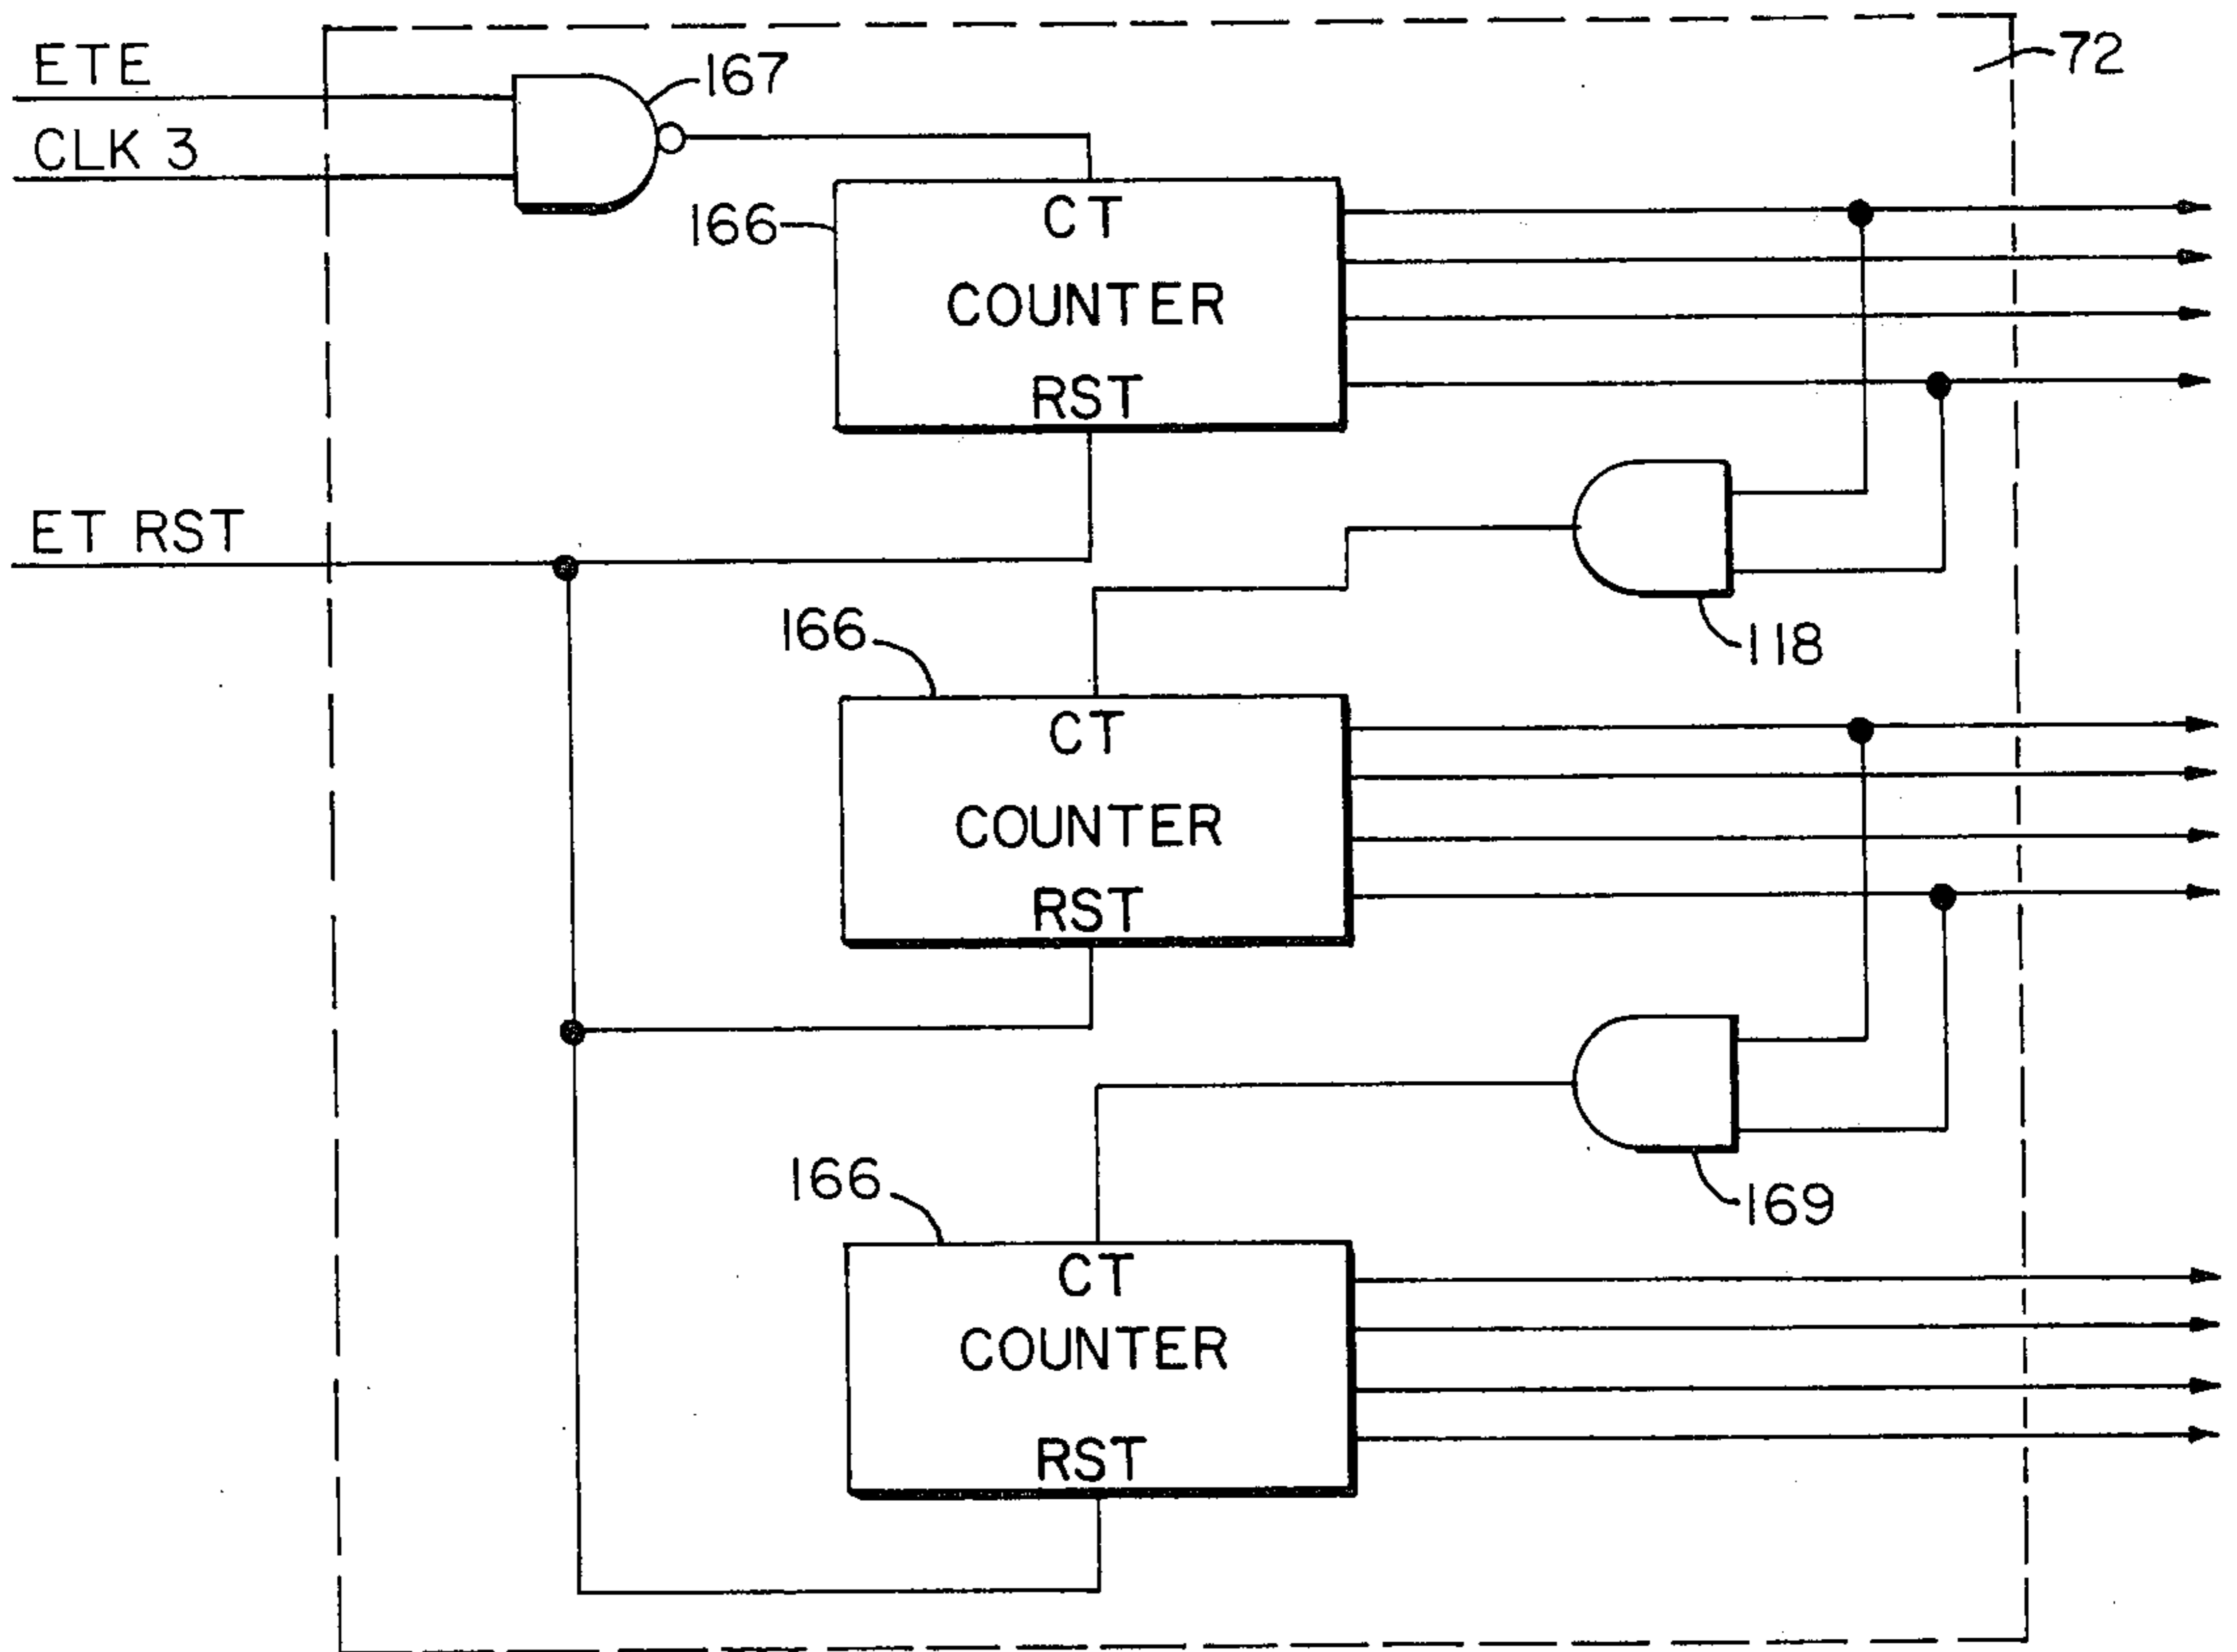 ETE
72
167
CLK 3
166
CT
COUNTER
RST
ET RST
166
118
CT
COUNTER
RST
166
169
CT
COUNTER
RST